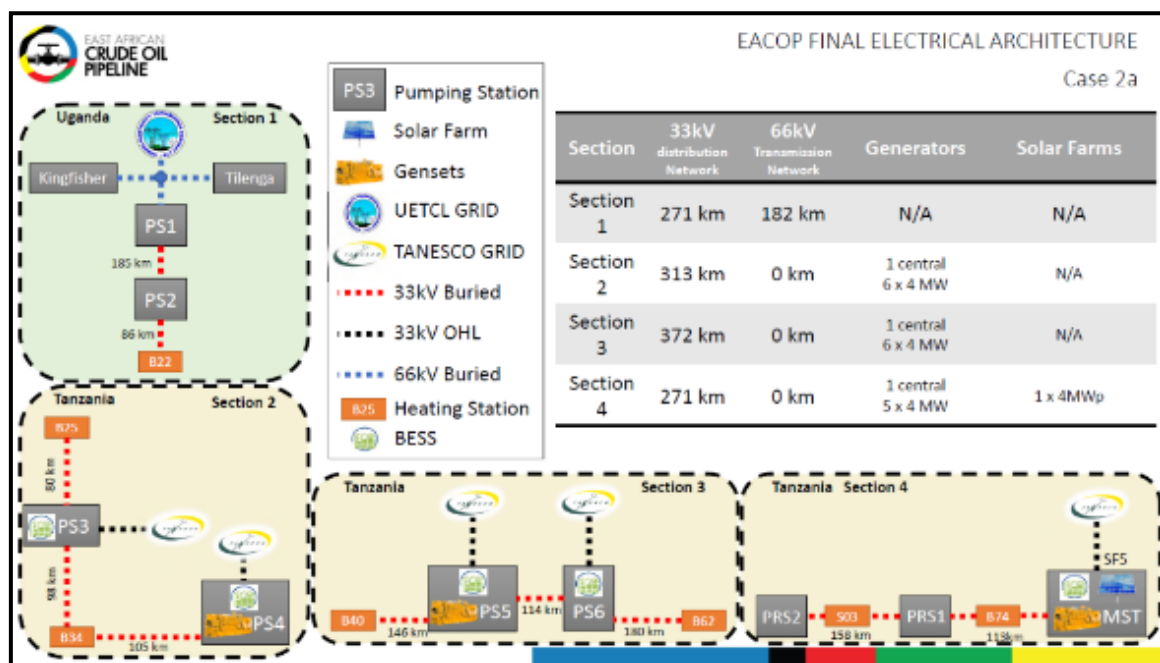 EAST AFRICAN
CRUDE OIL
PIPELINE
EACOP FINAL ELECTRICAL ARCHITECTURE
Case 2a
Uganda
Section 1
Kingfisher
Tilenga
PS1
185 km
PS2
86 km
B22
PS3 Pumping Station
Solar Farm
Gensets
UETCL GRID
TANESCO GRID
33kV Buried
33kV OHL
66kV Buried
B25 Heating Station
BESS
Section 33kV distribution Network 66kV Transmission Network Generators Solar Farms
Section 1 271 km 182 km N/A N/A
Section 2 313 km 0 km 1 central 6 x 4 MW N/A
Section 3 372 km 0 km 1 central 6 x 4 MW N/A
Section 4 271 km 0 km 1 central 5 x 4 MW 1 x 4MWp
Tanzania
Section 2
B25
80 km
PS3
98 km
B34
105 km
PS4
Tanzania
Section 3
B40
146 km
PS5
114 km
PS6
180 km
B62
Tanzania Section 4
PRS2
S03
158 km
PRS1
B74
113km
SF5
MST